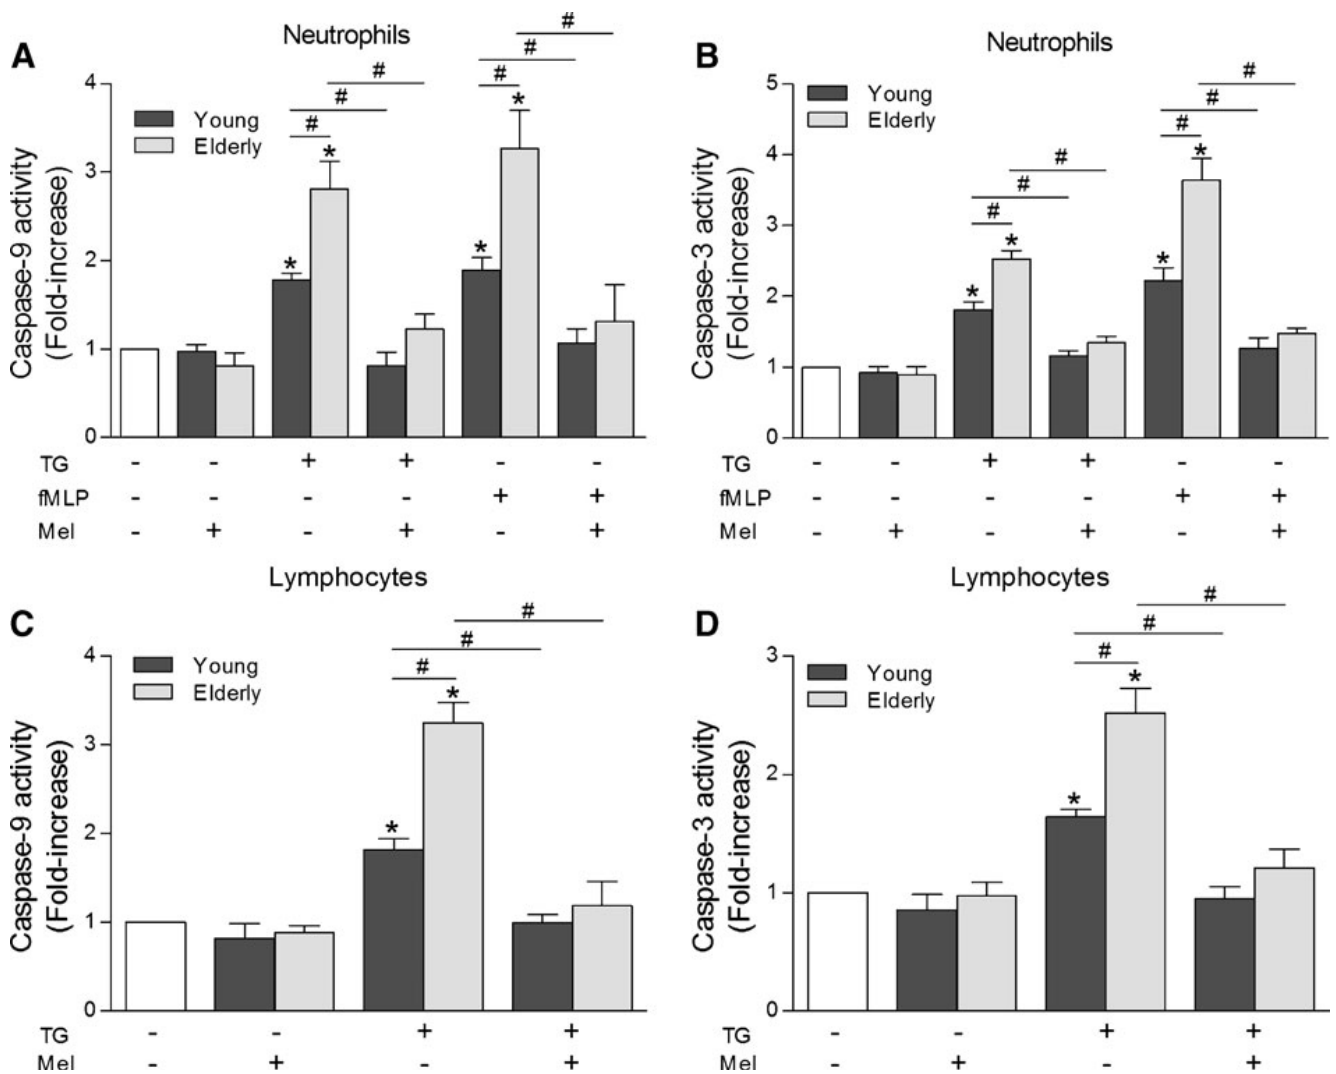 A
Neutrophils
Young
Elderly
Caspase-9 activity
(Fold-increase)
4
3
2
1
0
# # #
# # #
* * * *
TG - - + + - -
fMLP - - - - + +
Mel - + - + - +
B
Neutrophils
Young
Elderly
Caspase-3 activity
(Fold-increase)
5
4
3
2
1
0
# # #
# # #
* * * *
TG - - + + - -
fMLP - - - - + +
Mel - + - + - +
C
Lymphocytes
Young
Elderly
Caspase-9 activity
(Fold-increase)
4
3
2
1
0
# # #
* *
TG - - + +
Mel - + - +
D
Lymphocytes
Young
Elderly
Caspase-3 activity
(Fold-increase)
3
2
1
0
# # #
* *
TG - - + +
Mel - + - +